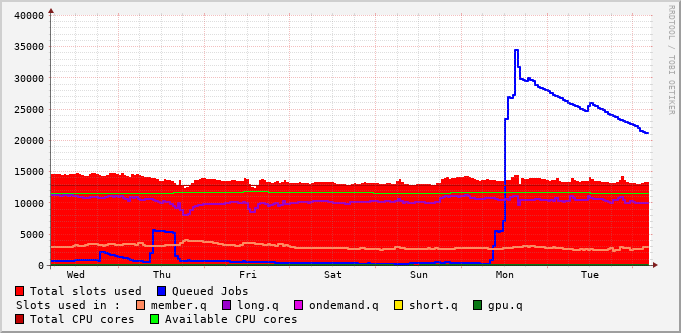 40000
35000
30000
25000
20000
15000
10000
5000
0
Wed Thu Fri Sat Sun Mon Tue
Total slots used Queued Jobs
Slots used in : member.q long.q ondemand.q short.q gpu.q
Total CPU cores Available CPU cores
RRDTOOL / TOBI OETIKER